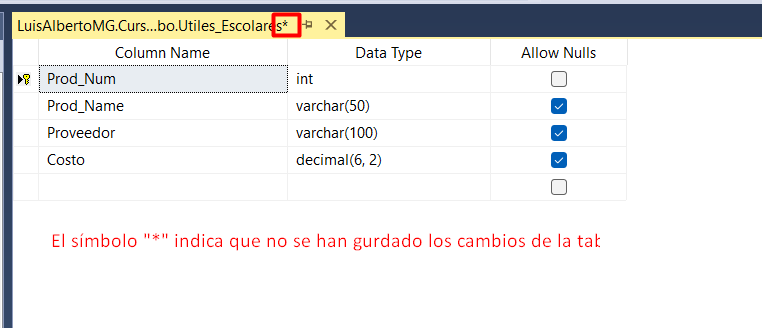 LuisAlbertoMG.Curs...bo.Utiles_Escolares*
Column Name Data Type Allow Nulls
Prod_Num int
Prod_Name varchar(50)
Proveedor varchar(100)
Costo decimal(6, 2)
El símbolo "*" indica que no se han gurdado los cambios de la tab